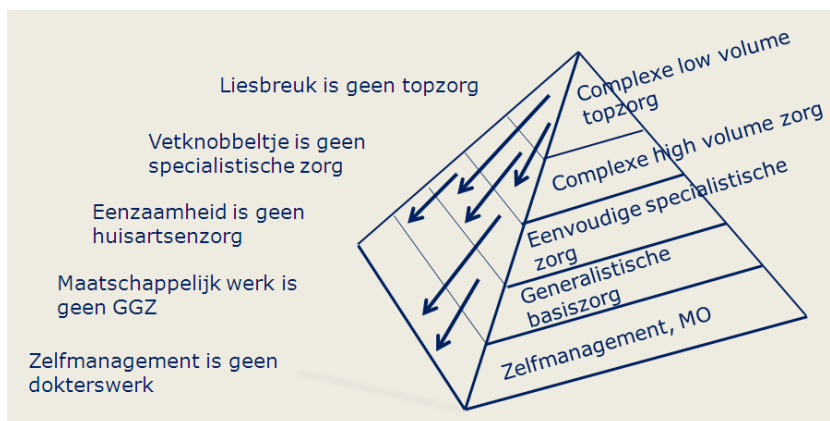 Liesbreuk is geen topzorg
Vetknobbeltje is geen
specialistische zorg
Eenzaamheid is geen
huisartsenzorg
Maatschappelijk werk is
geen GGZ
Zelfmanagement is geen
dokterswerk
Complexe low volume
topzorg
Complexe high volume zorg
Eenvoudige specialistische
zorg
Generalistische
basiszorg
Zelfmanagement, MO